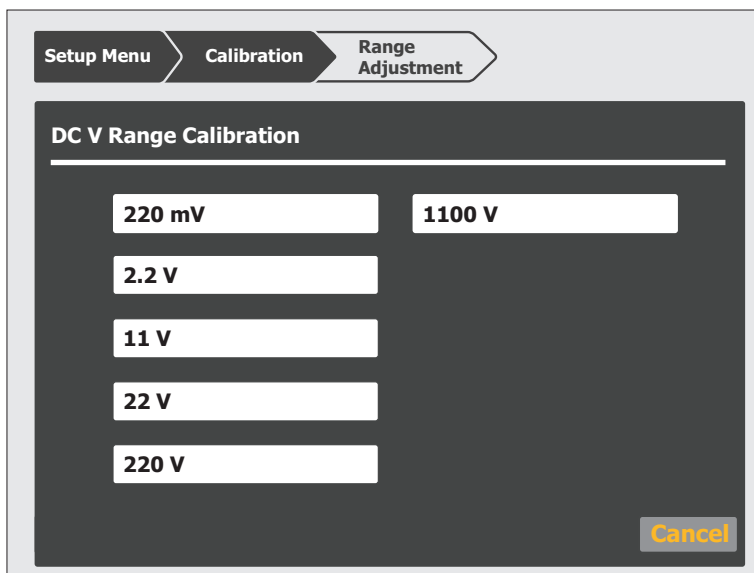 Setup Menu
Calibration
Range
Adjustment
DC V Range Calibration
220 mV
1100 V
2.2 V
11 V
22 V
220 V
Cancel